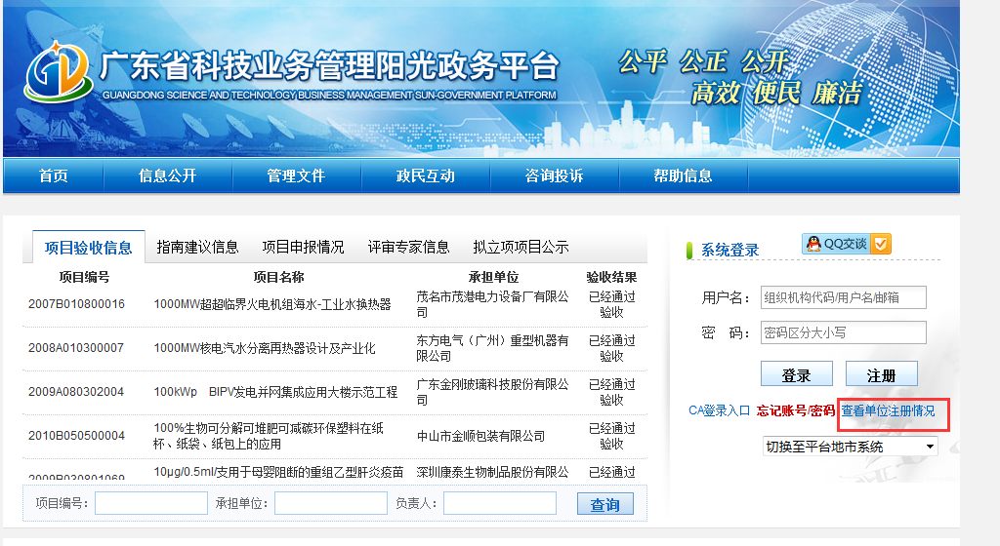 广东省科技业务管理阳光政务平台
GUANGDONG SCIENCE AND TECHNOLOGY BUSINESS MANAGEMENT SUN-GOVERNMENT PLATFORM
公平 公正 公开
高效 便民 廉洁
首页 信息公开 管理文件 政民互动 咨询投诉 帮助信息
项目验收信息 指南建议信息 项目申报情况 评审专家信息 拟立项项目公示
项目编号 项目名称 承担单位 验收结果
2007B010800016 1000MW超超临界火电机组海水-工业水换热器 茂名市茂港电力设备厂有限公 已经通过
司 验收
2008A010300007 1000MW核电汽水分离再热器设计及产业化 东方电气（广州）重型机器有 已经通过
限公司 验收
2009A080302004 100kWp BIPV发电并网集成应用大楼示范工程 广东金刚玻璃科技股份有限公 已经通过
司 验收
2010B050500004 100%生物可分解可堆肥可减碳环保塑料在纸 中山市金顺包装有限公司 已经通过
杯、纸袋、纸包上的应用 验收
2009B030801069 10μg/0.5ml/支用于母婴阻断的重组乙型肝炎疫苗 深圳康泰生物制品股份有限公 已经通过
项目编号： 承担单位： 负责人： 查询
系统登录 QQ交谈
用户名： 组织机构代码/用户名/邮箱
密 码： 密码区分大小写
登录 注册
CA登录入口 忘记账号/密码 查看单位注册情况
切换至平台地市系统